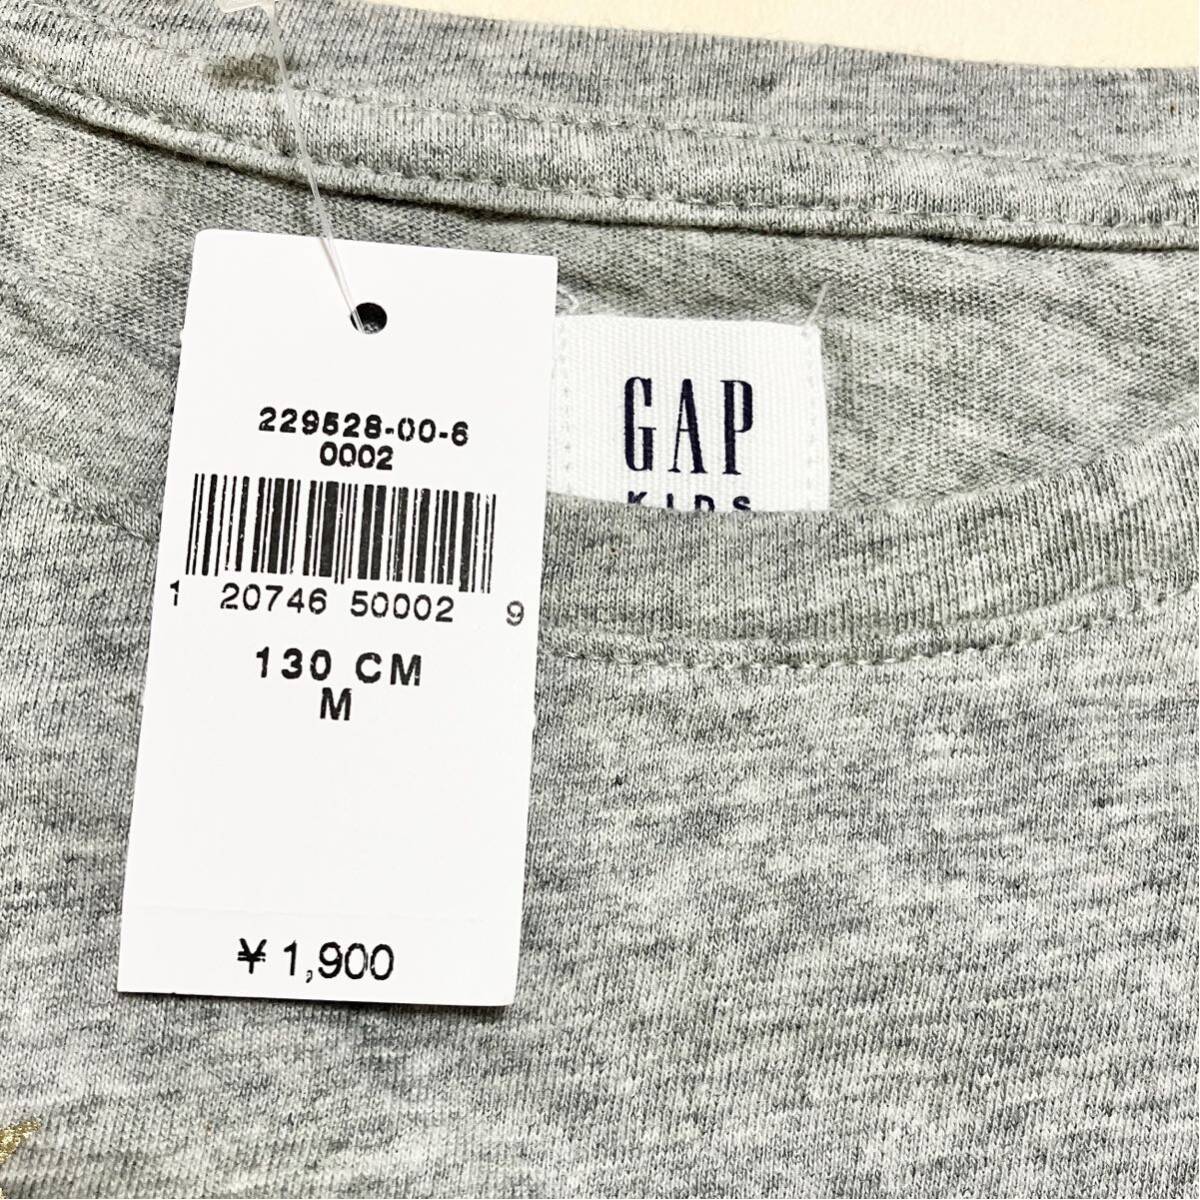 229528-00-6
0002
1 20746 50002 9
130 CM
M
¥ 1,900
GAP
KIDS